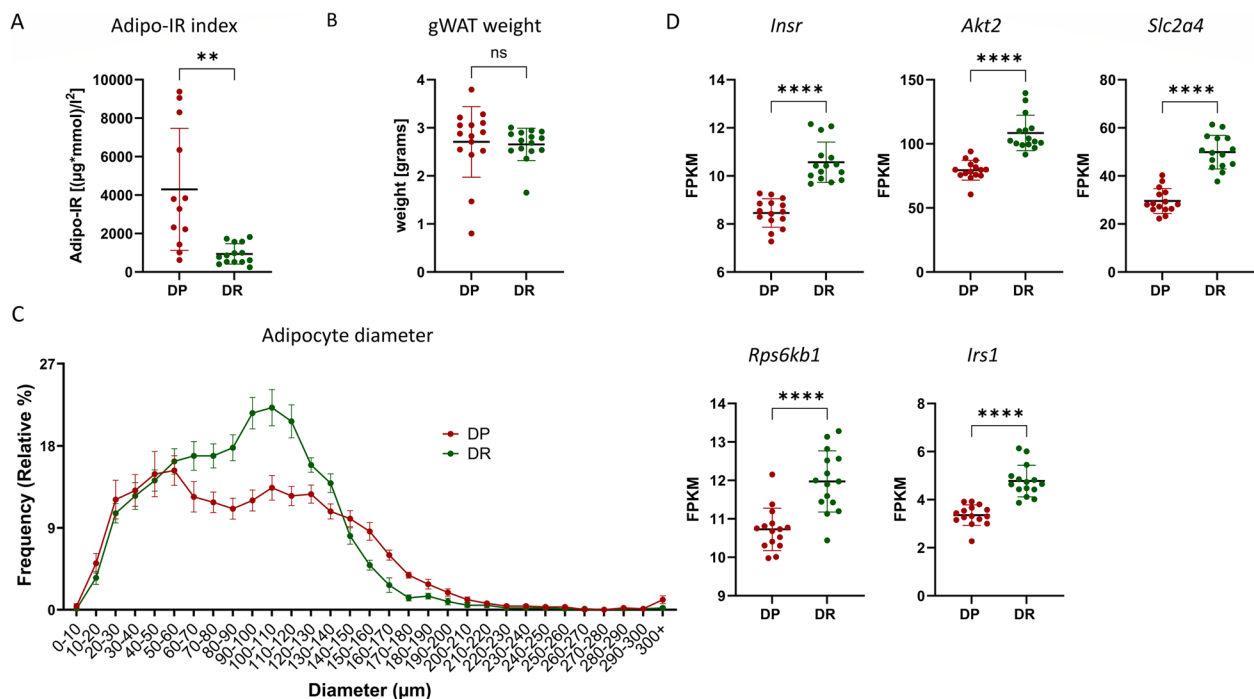 A
Adipo-IR index
**
Adipo-IR [(µg*mmol)/l²]
10000
8000
6000
4000
2000
0
DP
DR
B
gWAT weight
ns
weight [grams]
4
3
2
1
0
DP
DR
C
Adipocyte diameter
Frequency (Relative %)
27
18
9
0
DP
DR
0-10
10-20
20-30
30-40
40-50
50-60
60-70
70-80
80-90
90-100
100-110
110-120
120-130
130-140
140-150
150-160
160-170
170-180
180-190
190-200
200-210
210-220
220-230
230-240
240-250
250-260
260-270
270-280
280-290
290-300
300+
Diameter (µm)
D
Insr
****
FPKM
14
12
10
8
6
DP
DR
Akt2
****
FPKM
150
100
50
0
DP
DR
Slc2a4
****
FPKM
80
60
40
20
0
DP
DR
Rps6kb1
****
FPKM
14
13
12
11
10
9
DP
DR
Irs1
****
FPKM
8
6
4
2
0
DP
DR